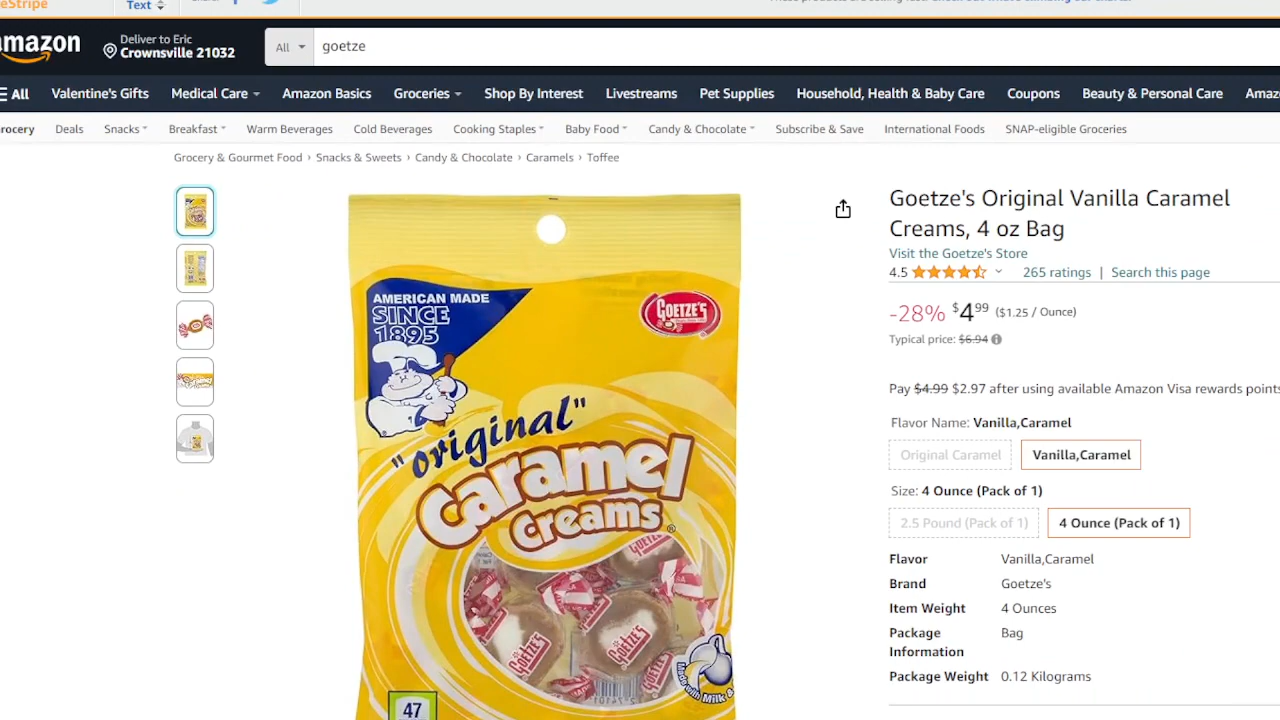 eStripe
Text
amazon
Deliver to Eric
Crownsville 21032
All
goetze
All
Valentine's Gifts
Medical Care
Amazon Basics
Groceries
Shop By Interest
Livestreams
Pet Supplies
Household, Health & Baby Care
Coupons
Beauty & Personal Care
Amaz
rocery
Deals
Snacks
Breakfast
Warm Beverages
Cold Beverages
Cooking Staples
Baby Food
Candy & Chocolate
Subscribe & Save
International Foods
SNAP-eligible Groceries
Grocery & Gourmet Food › Snacks & Sweets › Candy & Chocolate › Caramels › Toffee
AMERICAN MADE
SINCE
1895
GOETZE'S
"original"
Caramel
Creams®
GOETZE'S
GOETZE'S
Made with Milk &
47
Goetze's Original Vanilla Caramel
Creams, 4 oz Bag
Visit the Goetze's Store
4.5
265 ratings | Search this page
-28% $4 99 ($1.25 / Ounce)
Typical price: $6.94
Pay $4.99 $2.97 after using available Amazon Visa rewards points
Flavor Name: Vanilla,Caramel
Original Caramel
Vanilla,Caramel
Size: 4 Ounce (Pack of 1)
2.5 Pound (Pack of 1)
4 Ounce (Pack of 1)
Flavor Vanilla,Caramel
Brand Goetze's
Item Weight 4 Ounces
Package Bag
Information
Package Weight 0.12 Kilograms